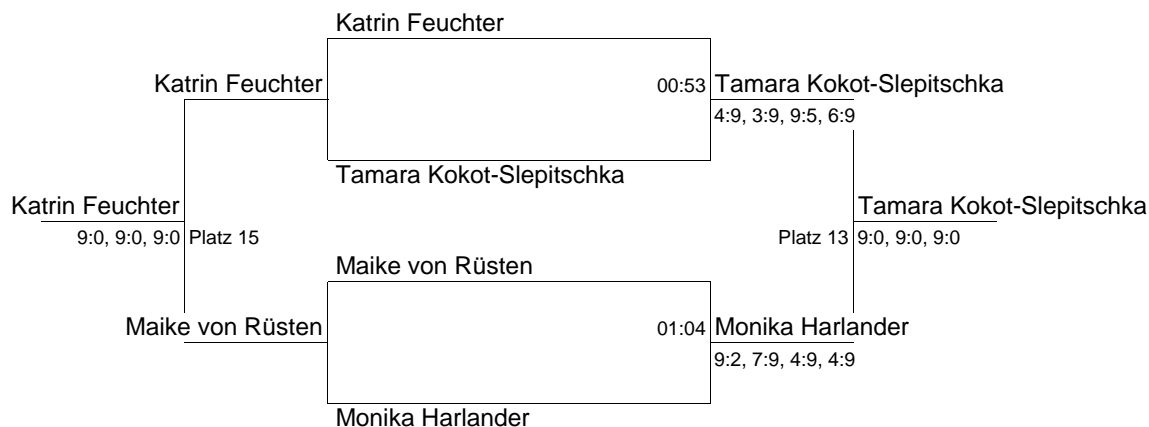 Katrin Feuchter
Katrin Feuchter
00:53 Tamara Kokot-Slepitschka
4:9, 3:9, 9:5, 6:9
Tamara Kokot-Slepitschka
Katrin Feuchter
Tamara Kokot-Slepitschka
9:0, 9:0, 9:0 Platz 15
Platz 13 9:0, 9:0, 9:0
Maike von Rüsten
Maike von Rüsten
01:04 Monika Harlander
9:2, 7:9, 4:9, 4:9
Monika Harlander